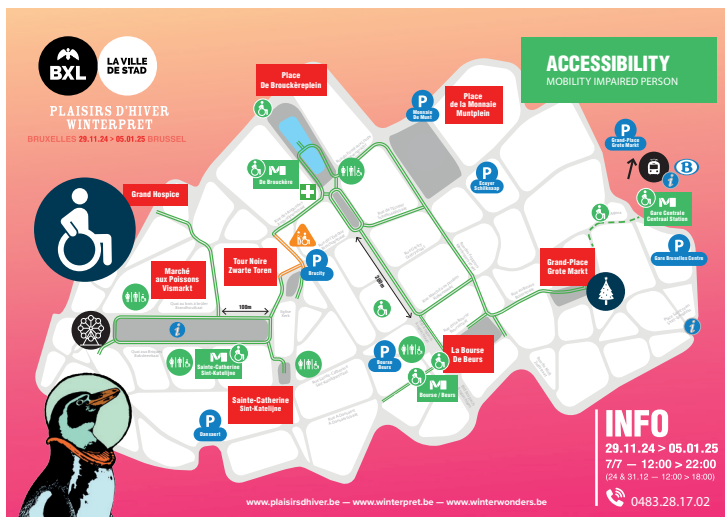 BXL
LA VILLE
DE STAD
PLAISIRS D'HIVER
WINTERPRET
BRUXELLES 29.11.24 > 05.01.25 BRUSSEL
ACCESSIBILITY
MOBILITY IMPAIRED PERSON
Place
De Brouckèreplein
P
Monnaie
De Munt
Place
de la Monnaie
Muntplein
P
Grand-Place
Grote Markt
B
i
M
De Brouckère
P
Ecuyer
Schildknaap
Grand Hospice
M
Gare Centrale
Centraal Station
Tour Noire
Zwarte Toren
P
Brucity
P
Gare Bruxelles Centre
Marché
aux Poissons
Vismarkt
Grand-Place
Grote Markt
100m
200m
i
i
M
Sainte-Catherine
Sint-Katelijne
P
Bourse
Beurs
La Bourse
De Beurs
M
Bourse / Beurs
Sainte-Catherine
Sint-Katelijne
P
Dansaert
INFO
29.11.24 > 05.01.25
7/7 — 12:00 > 22:00
(24 & 31.12 — 12:00 > 18:00)
0483.28.17.02
www.plaisirsdhiver.be — www.winterpret.be — www.winterwonders.be